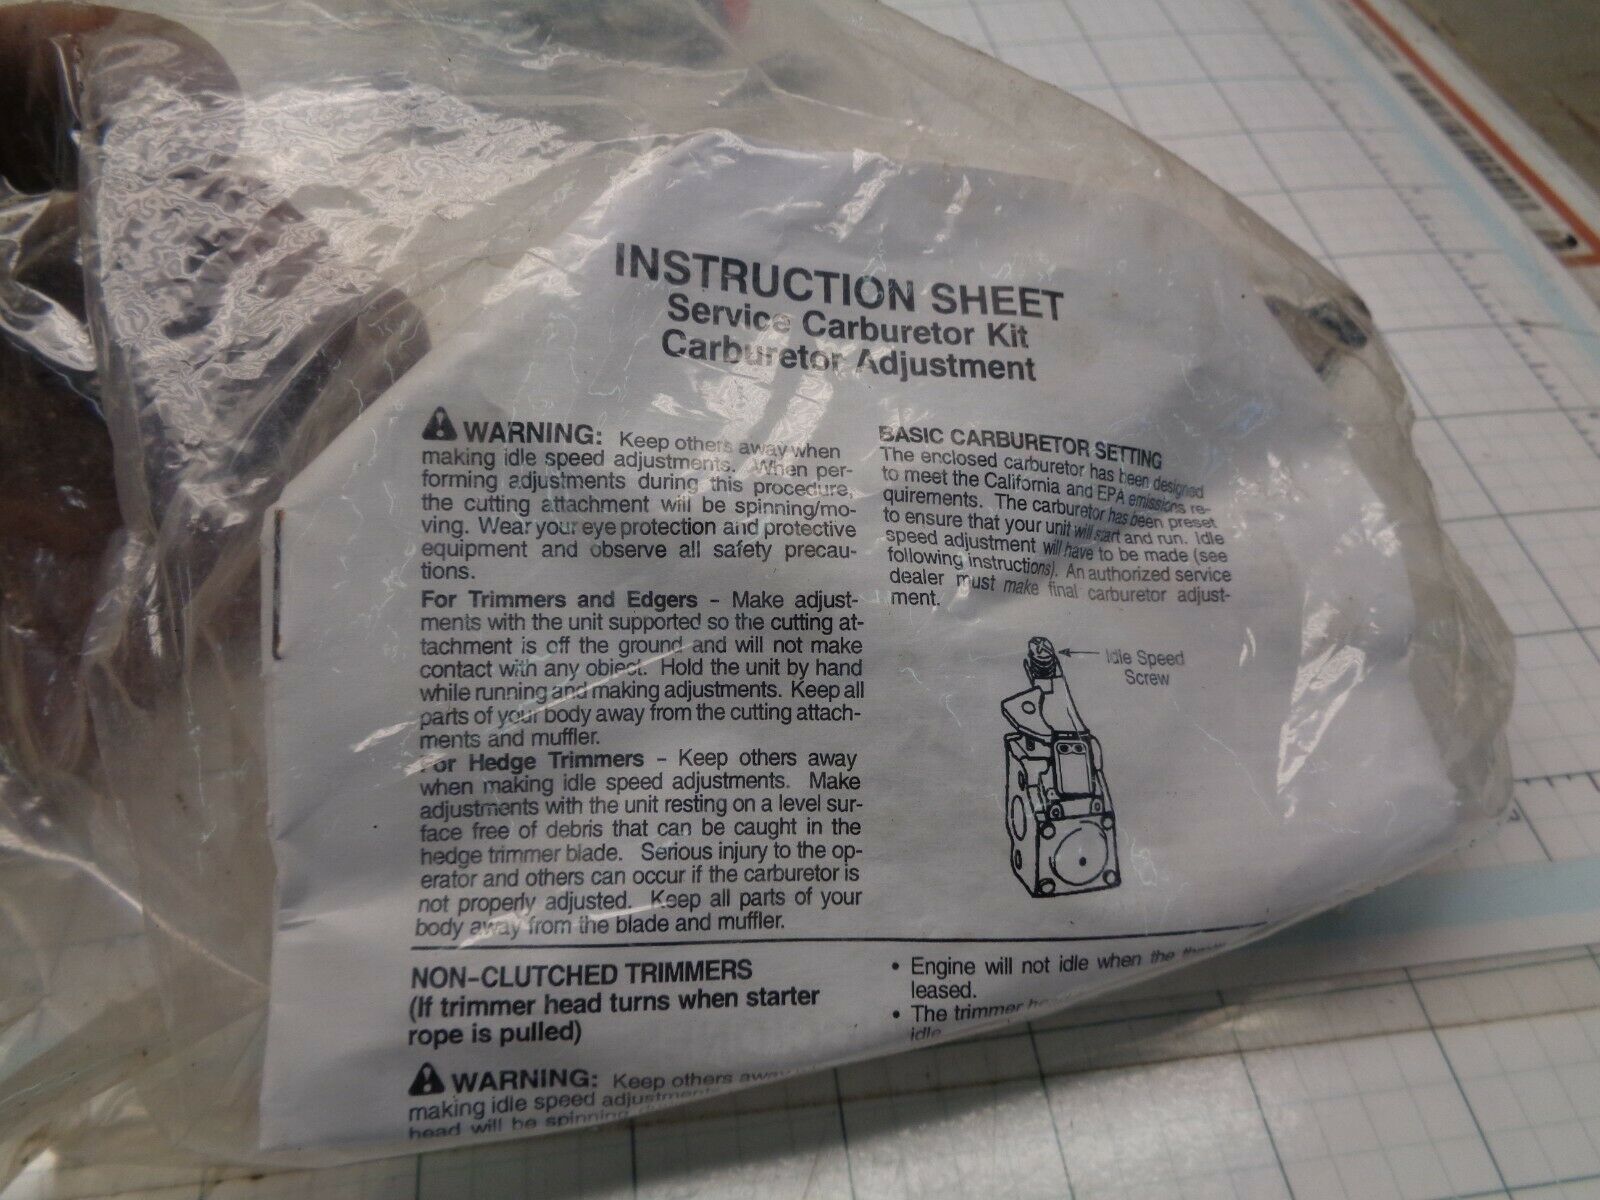 INSTRUCTION SHEET
Service Carburetor Kit
Carburetor Adjustment
WARNING: Keep others away when
making idle speed adjustments. When per-
forming adjustments during this procedure,
the cutting attachment will be spinning/mo-
ving. Wear your eye protection and protective
equipment and observe all safety precau-
tions.
For Trimmers and Edgers – Make adjust-
ments with the unit supported so the cutting at-
tachment is off the ground and will not make
contact with any object. Hold the unit by hand
while running and making adjustments. Keep all
parts of your body away from the cutting attach-
ments and muffler.
For Hedge Trimmers – Keep others away
when making idle speed adjustments. Make
adjustments with the unit resting on a level sur-
face free of debris that can be caught in the
hedge trimmer blade. Serious injury to the op-
erator and others can occur if the carburetor is
not properly adjusted. Keep all parts of your
body away from the blade and muffler.
BASIC CARBURETOR SETTING
The enclosed carburetor has been designed
to meet the California and EPA emissions re-
quirements. The carburetor has been preset
to ensure that your unit will start and run. Idle
speed adjustment will have to be made (see
following instructions). An authorized service
dealer must make final carburetor adjust-
ment.
Idle Speed
Screw
NON-CLUTCHED TRIMMERS
(If trimmer head turns when starter
rope is pulled)
WARNING: Keep others away
making idle speed adjustments
head will be spinning
• Engine will not idle when the
leased.
• The trimmer
idle